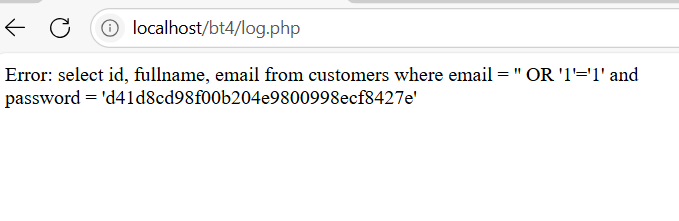 localhost/bt4/log.php
Error: select id, fullname, email from customers where email = '' OR '1'='1' and
password = 'd41d8cd98f00b204e9800998ecf8427e'